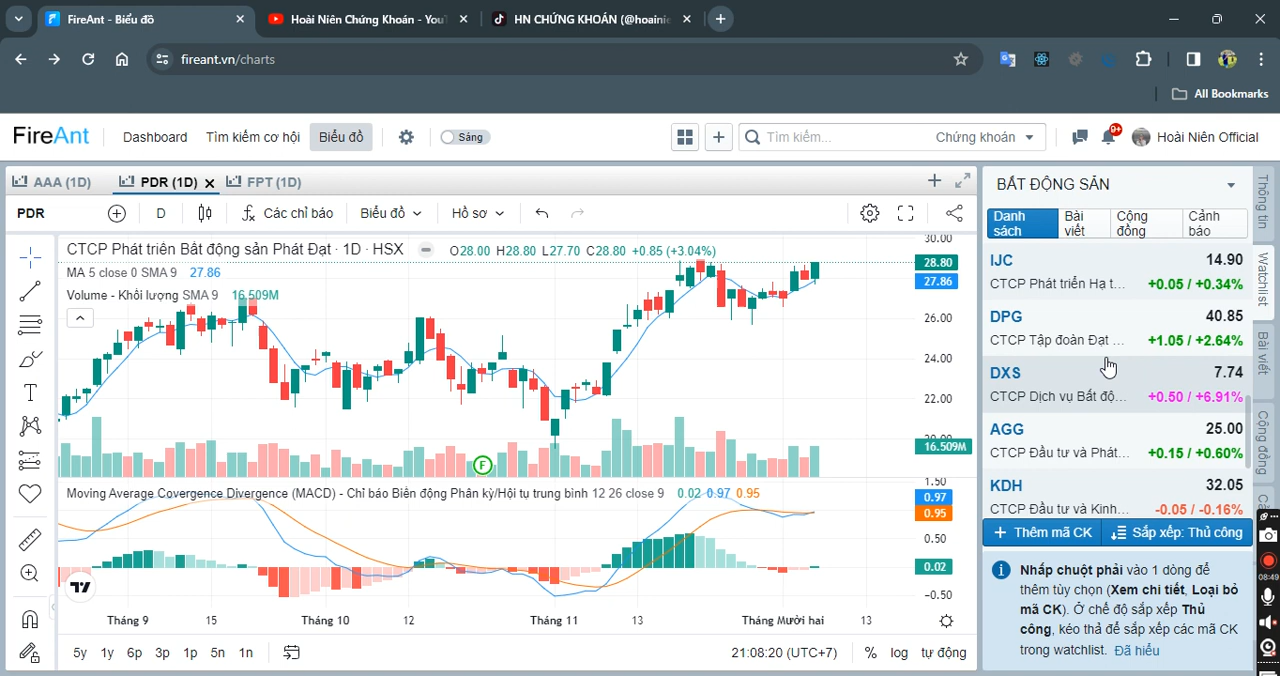 FireAnt - Biểu đồ
Hoài Niên Chứng Khoán - You
HN CHỨNG KHOÁN (@hoainie
fireant.vn/charts
All Bookmarks
FireAnt Dashboard Tìm kiếm cơ hội Biểu đồ Sáng Tìm kiếm... Chứng khoán 9+ Hoài Niên Official
AAA (1D) PDR (1D) FPT (1D)
PDR D Các chỉ báo Biểu đồ Hồ sơ
CTCP Phát triển Bất động sản Phát Đạt · 1D · HSX O28.00 H28.80 L27.70 C28.80 +0.85 (+3.04%)
MA 5 close 0 SMA 9 27.86
Volume - Khối lượng SMA 9 16.509M
30.00
28.80
27.86
26.00
24.00
22.00
20.00
16.509M
F
Moving Average Covergence Divergence (MACD) - Chỉ báo Biến động Phân kỳ/Hội tụ trung bình 12 26 close 9 0.02 0.97 0.95
1.50
0.97
0.95
0.50
0.02
−0.50
Tháng 9 15 Tháng 10 12 Tháng 11 13 Tháng Mười hai 13
5y 1y 6p 3p 1p 5n 1n 21:08:20 (UTC+7) % log tự động
BẤT ĐỘNG SẢN
Danh sách
Bài viết
Cộng đồng
Cảnh báo
IJC 14.90
CTCP Phát triển Hạ t... +0.05 / +0.34%
DPG 40.85
CTCP Tập đoàn Đạt ... +1.05 / +2.64%
DXS 7.74
CTCP Dịch vụ Bất độ... +0.50 / +6.91%
AGG 25.00
CTCP Đầu tư và Phát... +0.15 / +0.60%
KDH 32.05
CTCP Đầu tư và Kinh... -0.05 / -0.16%
Thêm mã CK Sắp xếp: Thủ công
Nhấp chuột phải vào 1 dòng để
thêm tùy chọn (Xem chi tiết, Loại bỏ
mã CK). Ở chế độ sắp xếp Thủ
công, kéo thả để sắp xếp các mã CK
trong watchlist. Đã hiểu
Thông tin
Watchlist
Bài viết
Cộng đồng
08:49